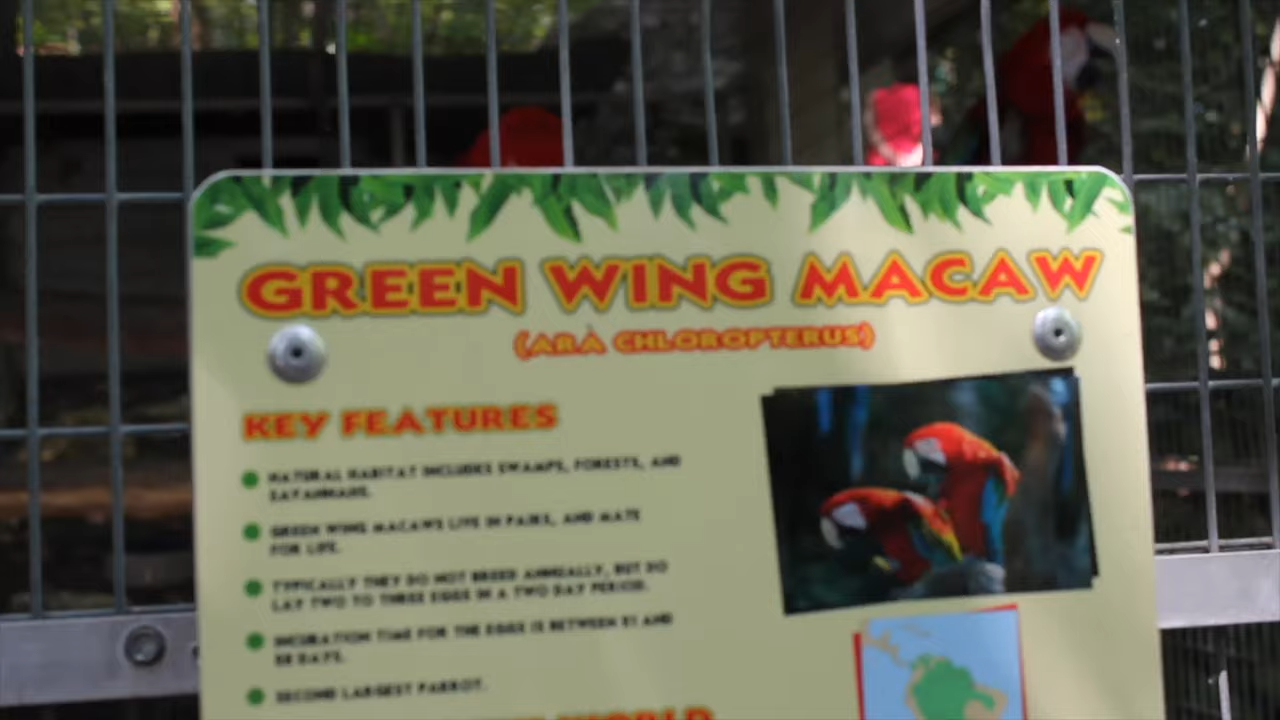 GREEN WING MACAW
(ARA CHLOROPTERUS)
KEY FEATURES
NATURAL HABITAT INCLUDES SWAMPS, FORESTS, AND
SAVANNAHS.
GREEN WING MACAWS LIVE IN PAIRS, AND MATE
FOR LIFE.
TYPICALLY THEY DO NOT BREED ANNUALLY, BUT DO
LAY TWO TO THREE EGGS IN A TWO DAY PERIOD.
INCUBATION TIME FOR THE EGGS IS BETWEEN AND
DAYS.
SECOND LARGEST PARROT.
WORLD